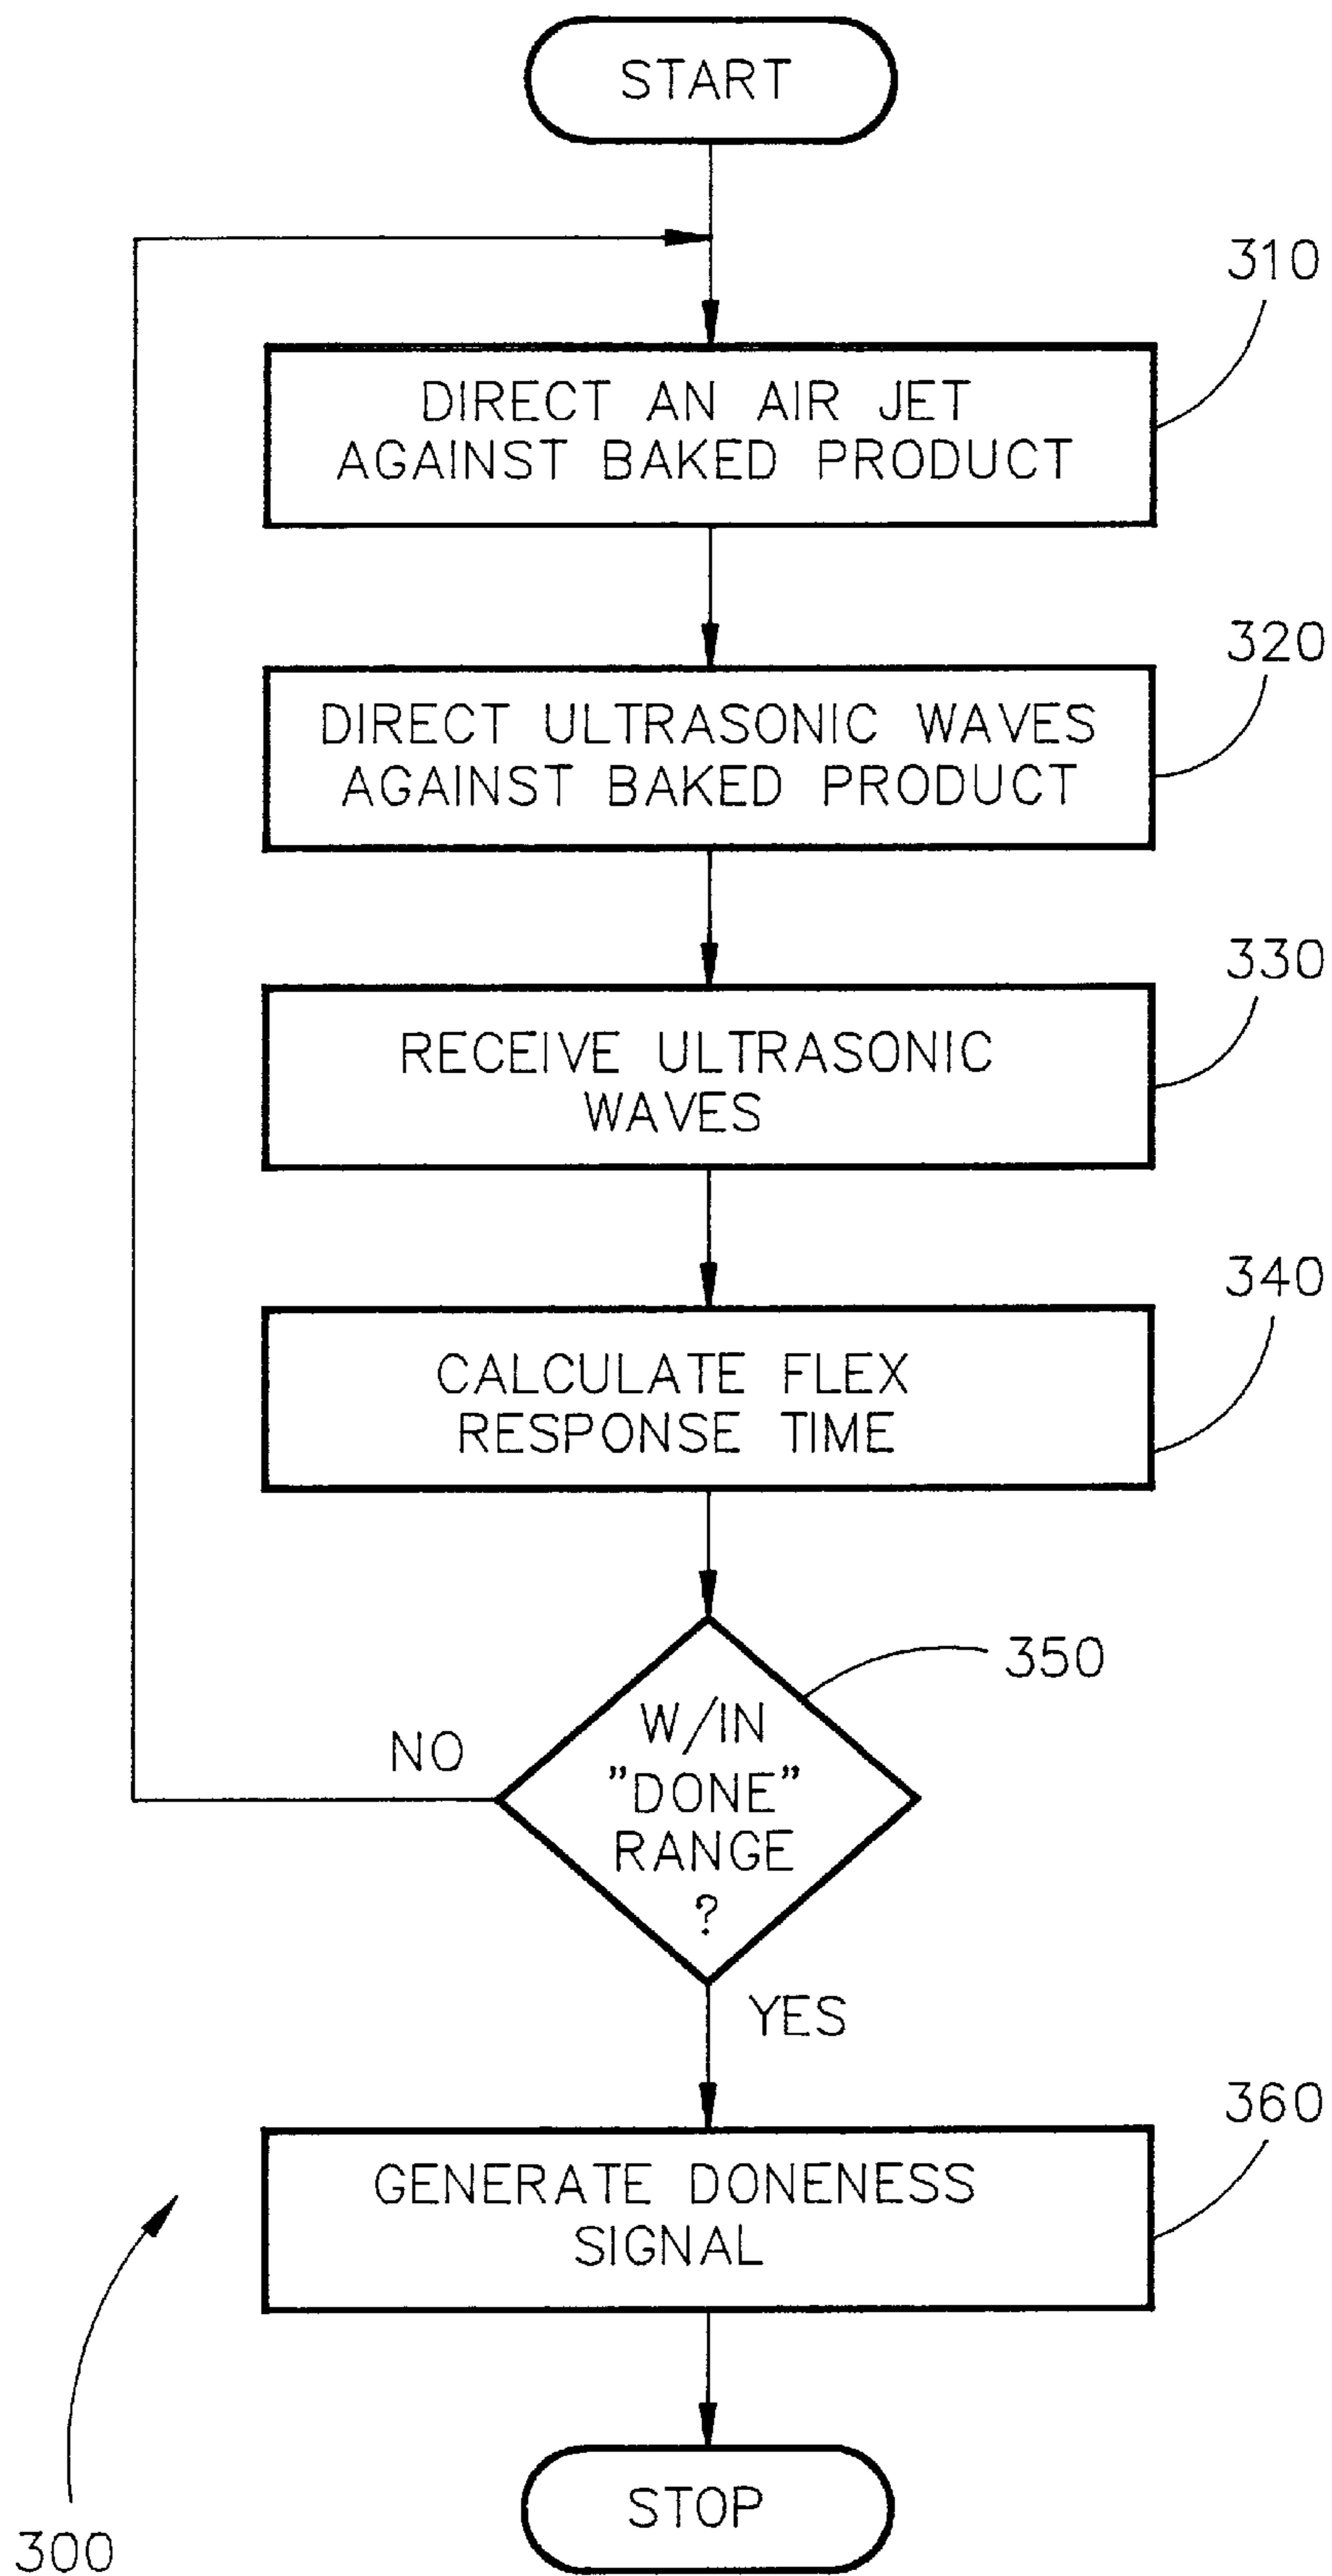 START
310
DIRECT AN AIR JET
AGAINST BAKED PRODUCT
320
DIRECT ULTRASONIC WAVES
AGAINST BAKED PRODUCT
330
RECEIVE ULTRASONIC
WAVES
340
CALCULATE FLEX
RESPONSE TIME
350
W/IN
"DONE"
RANGE
?
NO
YES
360
GENERATE DONENESS
SIGNAL
STOP
300